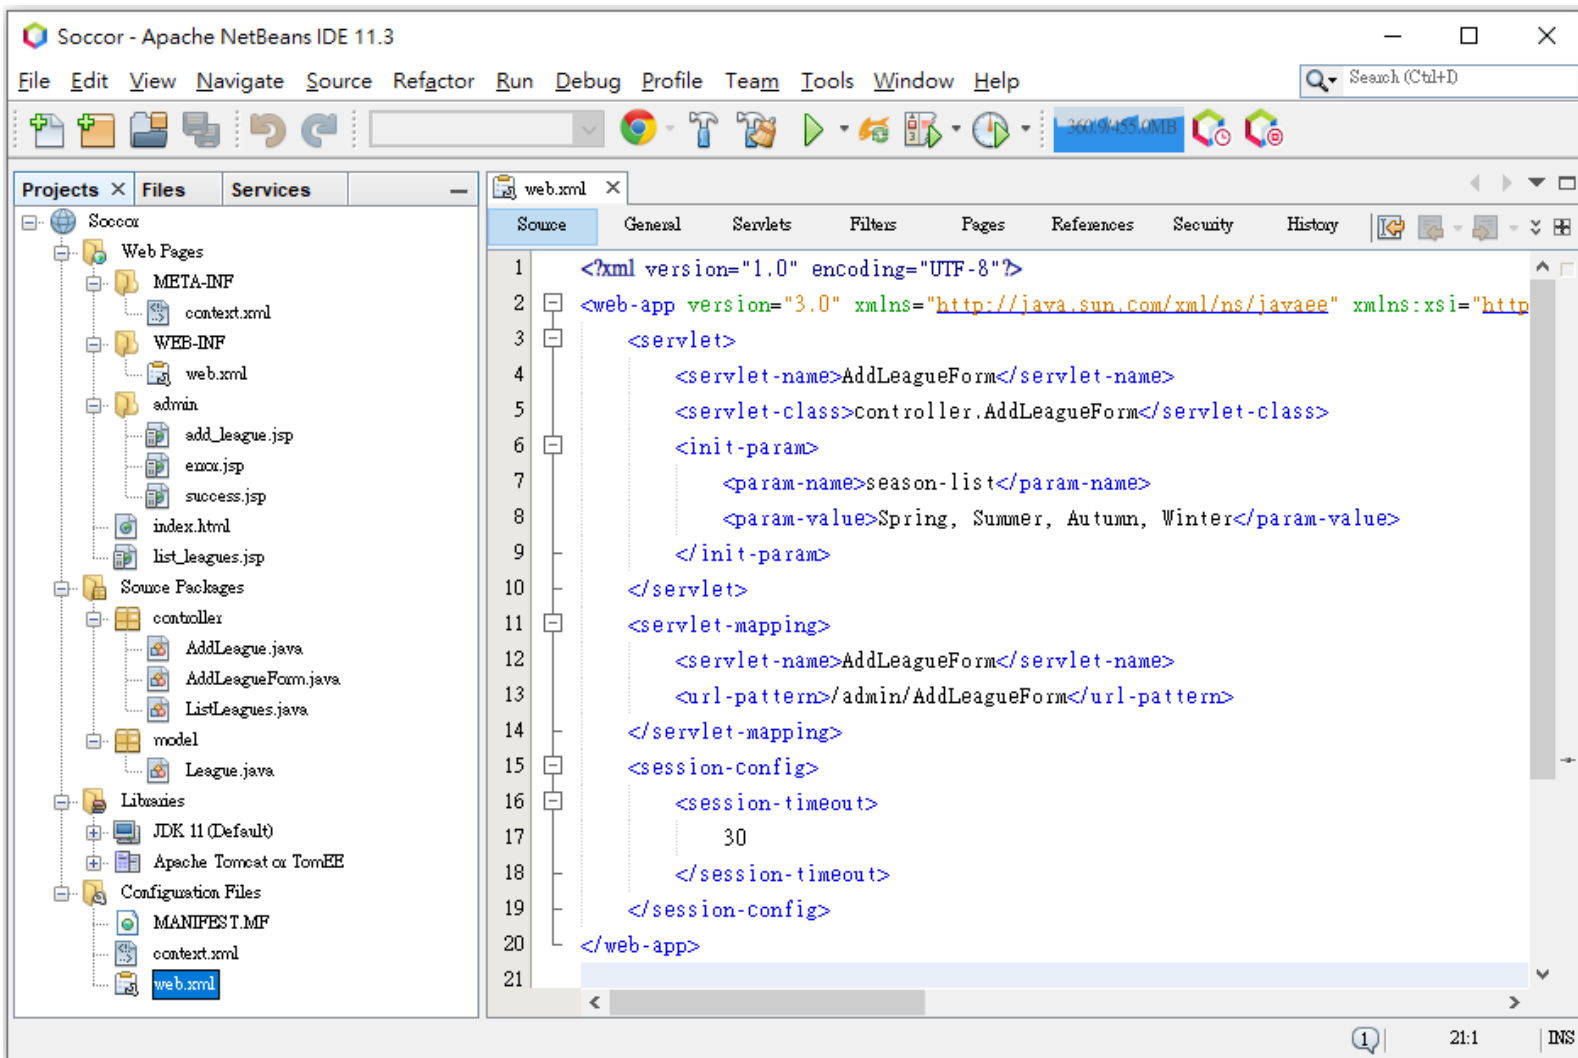 Soccor - Apache NetBeans IDE 11.3
File Edit View Navigate Source Refactor Run Debug Profile Team Tools Window Help
Search (Ctrl+I)
360.9/455.0MB
Projects Files Services
web.xml
Source General Servlets Filters Pages References Security History
Soccor
Web Pages
META-INF
context.xml
WEB-INF
web.xml
admin
add_league.jsp
error.jsp
success.jsp
index.html
list_leagues.jsp
Source Packages
controller
AddLeague.java
AddLeagueForm.java
ListLeagues.java
model
League.java
Libraries
JDK 11 (Default)
Apache Tomcat or TomEE
Configuration Files
MANIFEST.MF
context.xml
web.xml
1 <?xml version="1.0" encoding="UTF-8"?>
2 <web-app version="3.0" xmlns="http://java.sun.com/xml/ns/javaee" xmlns:xsi="http
3 <servlet>
4 <servlet-name>AddLeagueForm</servlet-name>
5 <servlet-class>controller.AddLeagueForm</servlet-class>
6 <init-param>
7 <param-name>season-list</param-name>
8 <param-value>Spring, Summer, Autumn, Winter</param-value>
9 </init-param>
10 </servlet>
11 <servlet-mapping>
12 <servlet-name>AddLeagueForm</servlet-name>
13 <url-pattern>/admin/AddLeagueForm</url-pattern>
14 </servlet-mapping>
15 <session-config>
16 <session-timeout>
17 30
18 </session-timeout>
19 </session-config>
20 </web-app>
21
1 21:1 INS